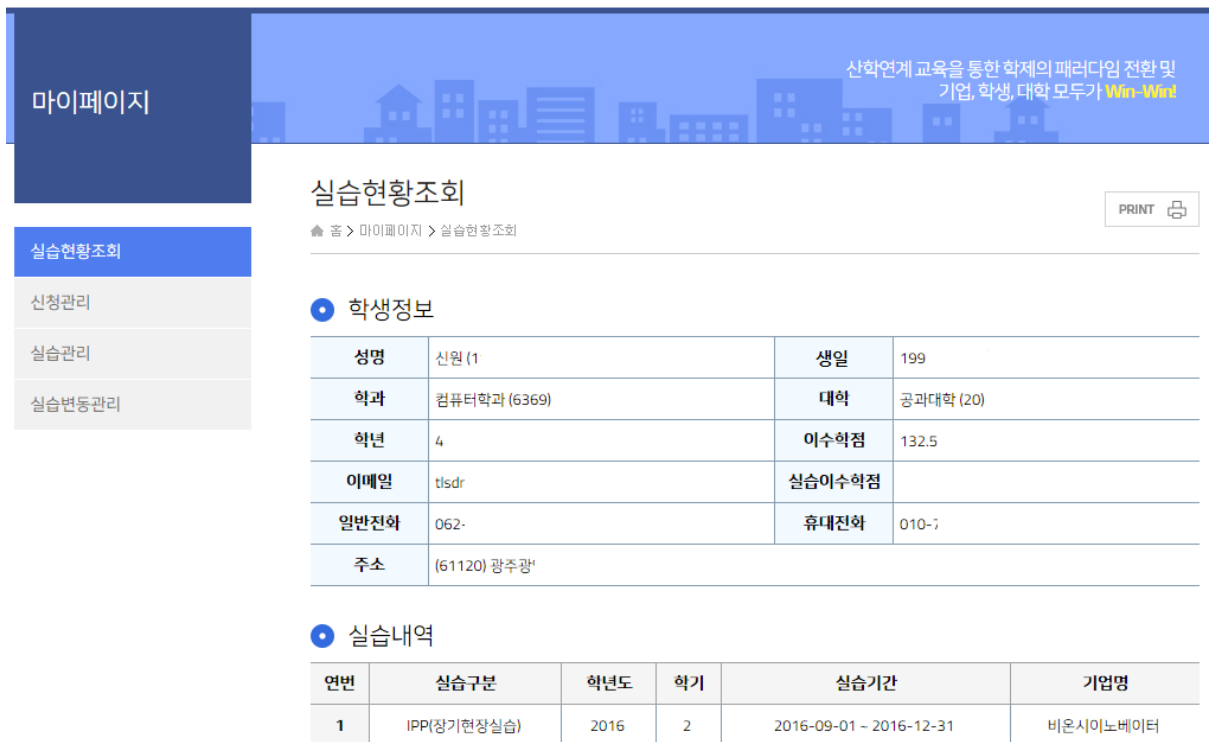 마이페이지
산학연계 교육을 통한 학제의 패러다임 전환 및
기업, 학생, 대학 모두가 Win-Win!
실습현황조회
PRINT
홈 > 마이페이지 > 실습현황조회
실습현황조회
신청관리
실습관리
실습변동관리
학생정보
성명 신원 (1 생일 199
학과 컴퓨터학과 (6369) 대학 공과대학 (20)
학년 4 이수학점 132.5
이메일 tlsdr 실습이수학점
일반전화 062- 휴대전화 010-7
주소 (61120) 광주광
실습내역
연번 실습구분 학년도 학기 실습기간 기업명
1 IPP(장기현장실습) 2016 2 2016-09-01 ~ 2016-12-31 비온시이노베이터